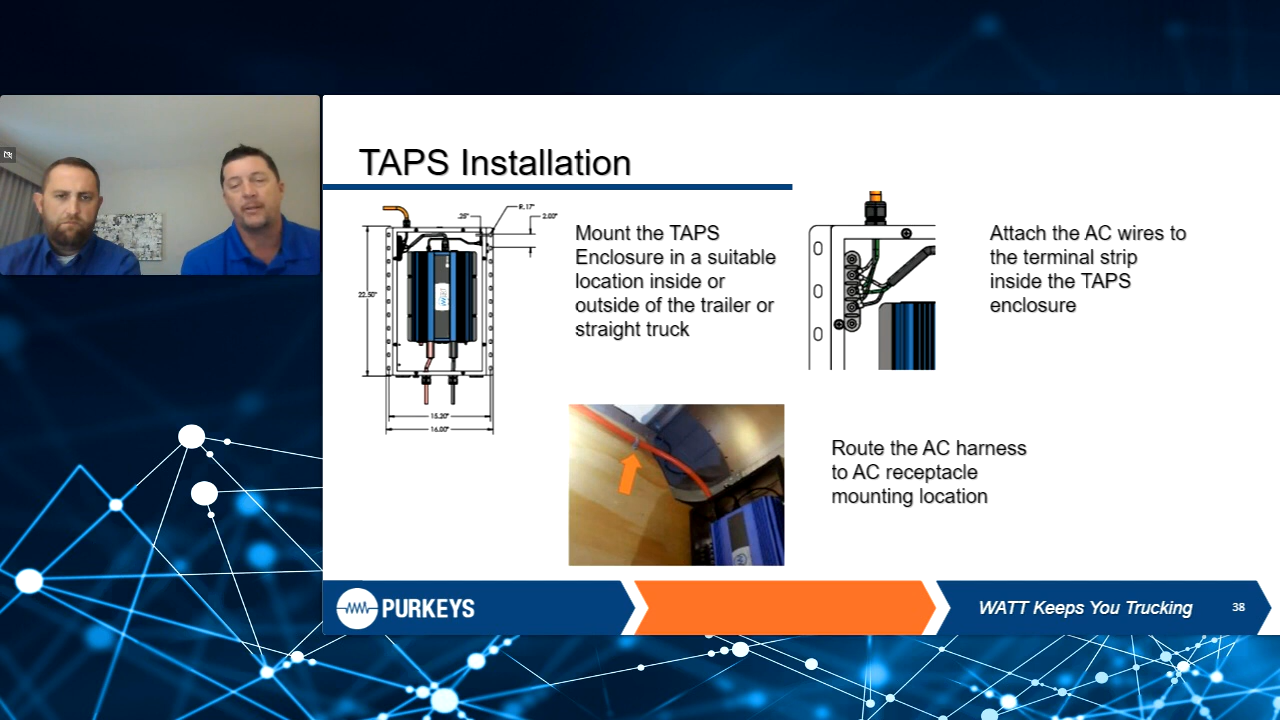 TAPS Installation
R.17"
.25"
2.00"
22.50"
15.20"
16.00"
Mount the TAPS
Enclosure in a suitable
location inside or
outside of the trailer or
straight truck
Attach the AC wires to
the terminal strip
inside the TAPS
enclosure
Route the AC harness
to AC receptacle
mounting location
PURKEYS
WATT Keeps You Trucking
38